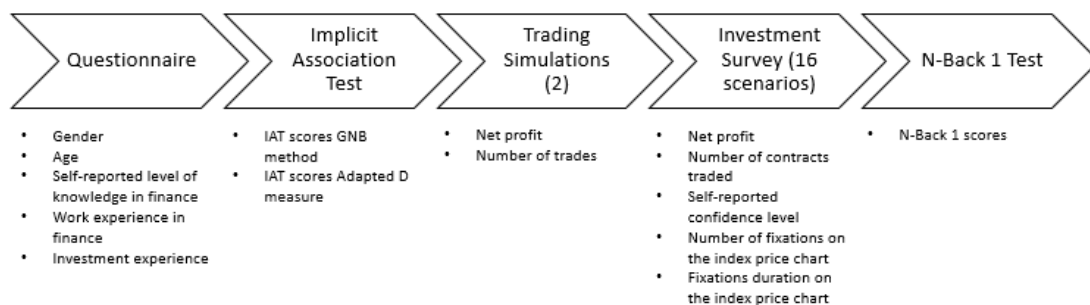 Questionnaire
Implicit
Association
Test
Trading
Simulations
(2)
Investment
Survey (16
scenarios)
N-Back 1 Test
• Gender
• Age
• Self-reported level of
knowledge in finance
• Work experience in
finance
• Investment experience
• IAT scores GNB
method
• IAT scores Adapted D
measure
• Net profit
• Number of trades
• Net profit
• Number of contracts
traded
• Self-reported
confidence level
• Number of fixations on
the index price chart
• Fixations duration on
the index price chart
• N-Back 1 scores